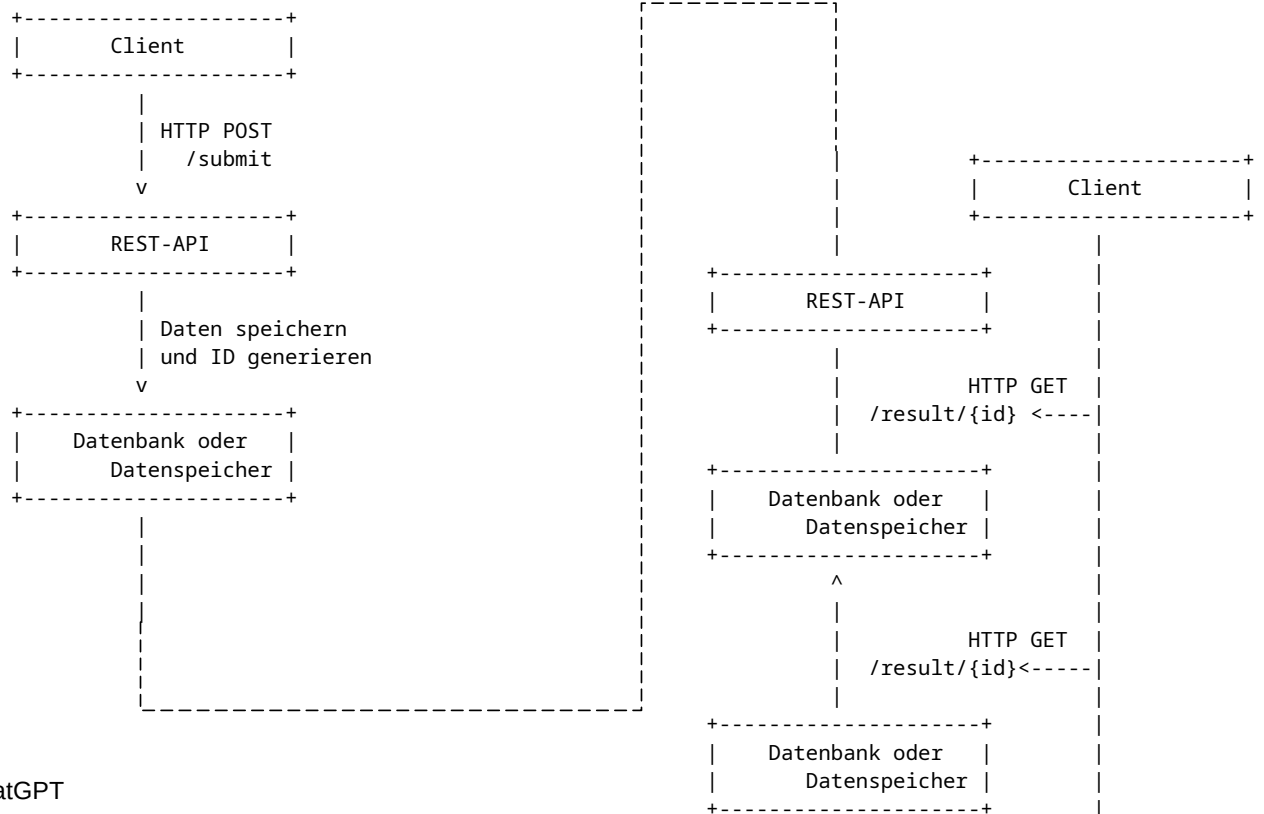 Client
HTTP POST
/submit
REST-API
Daten speichern
und ID generieren
Datenbank oder
Datenspeicher
atGPT
Client
REST-API
HTTP GET
/result/{id} <----
Datenbank oder
Datenspeicher
HTTP GET
/result/{id}<-----
Datenbank oder
Datenspeicher